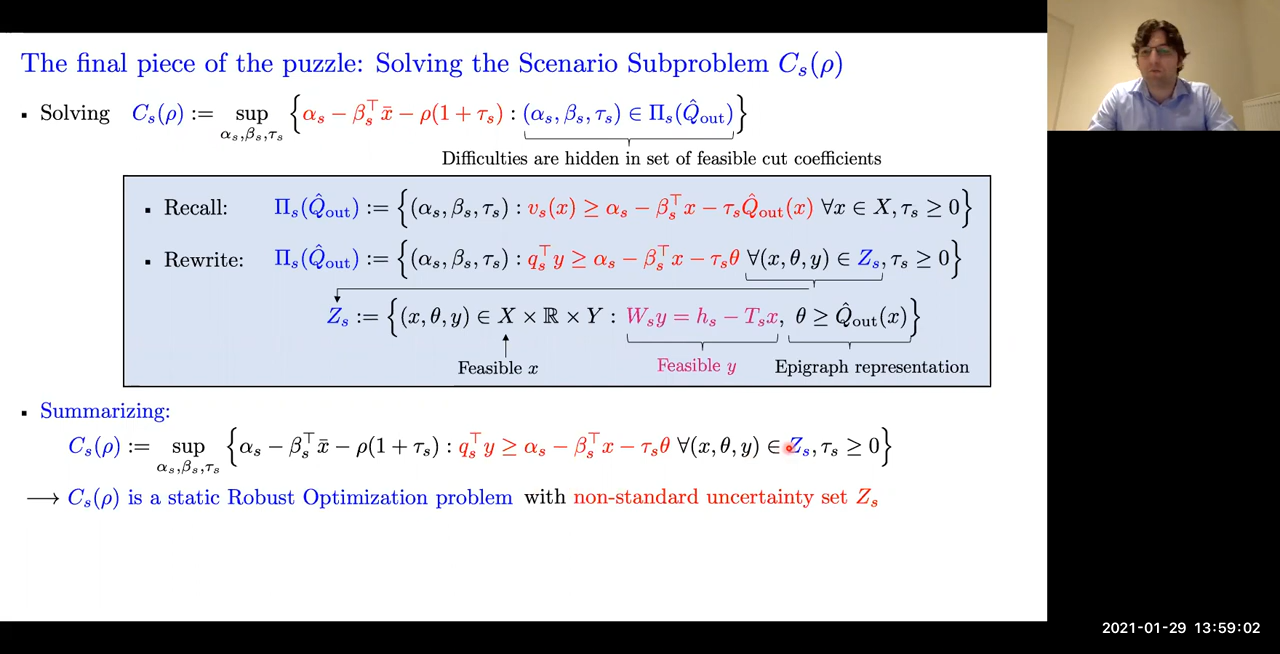 The final piece of the puzzle: Solving the Scenario Subproblem C_s(ρ)
▪ Solving C_s(ρ) := sup_{α_s,β_s,τ_s} {α_s − β_s^⊤ x̄ − ρ(1 + τ_s) : (α_s, β_s, τ_s) ∈ Π_s(Q̂_out)}
Difficulties are hidden in set of feasible cut coefficients
▪ Recall: Π_s(Q̂_out) := {(α_s, β_s, τ_s) : v_s(x) ≥ α_s − β_s^⊤ x − τ_s Q̂_out(x) ∀x ∈ X, τ_s ≥ 0}
▪ Rewrite: Π_s(Q̂_out) := {(α_s, β_s, τ_s) : q_s^⊤ y ≥ α_s − β_s^⊤ x − τ_s θ ∀(x, θ, y) ∈ Z_s, τ_s ≥ 0}
Z_s := {(x, θ, y) ∈ X × ℝ × Y : W_s y = h_s − T_s x, θ ≥ Q̂_out(x)}
Feasible x Feasible y Epigraph representation
▪ Summarizing:
C_s(ρ) := sup_{α_s,β_s,τ_s} {α_s − β_s^⊤ x̄ − ρ(1 + τ_s) : q_s^⊤ y ≥ α_s − β_s^⊤ x − τ_s θ ∀(x, θ, y) ∈ Z_s, τ_s ≥ 0}
⟶ C_s(ρ) is a static Robust Optimization problem with non-standard uncertainty set Z_s
2021-01-29 13:59:02